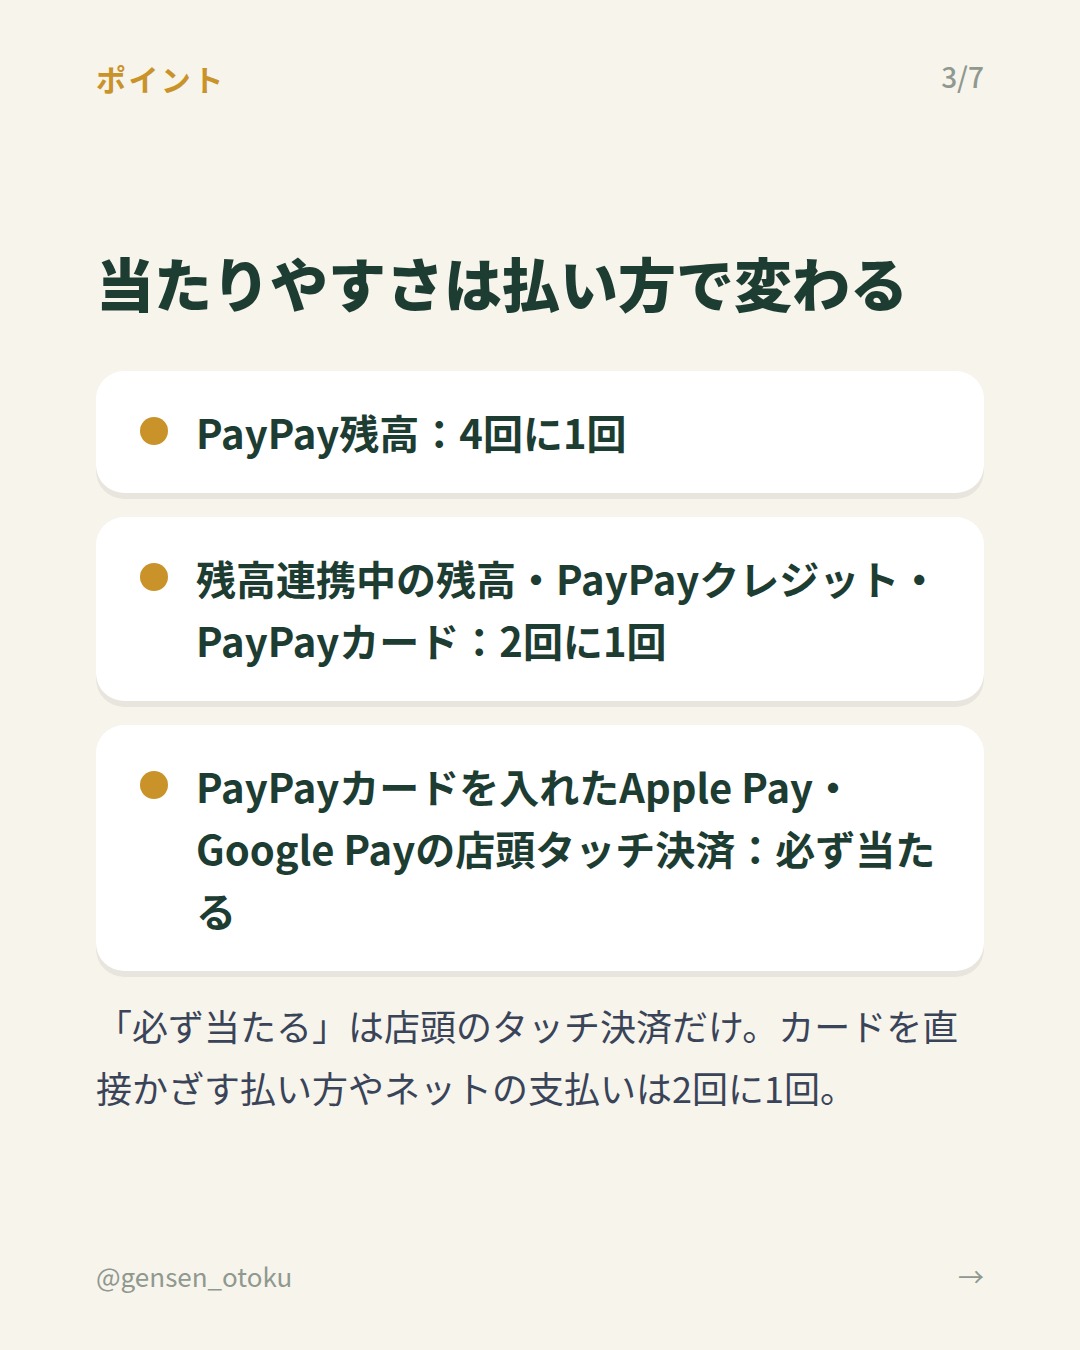 ポイント
3/7
当たりやすさは払い方で変わる
PayPay残高：4回に1回
残高連携中の残高・PayPayクレジット・
PayPayカード：2回に1回
PayPayカードを入れたApple Pay・
Google Payの店頭タッチ決済：必ず当た
る
「必ず当たる」は店頭のタッチ決済だけ。カードを直
接かざす払い方やネットの支払いは2回に1回。
@gensen_otoku
→